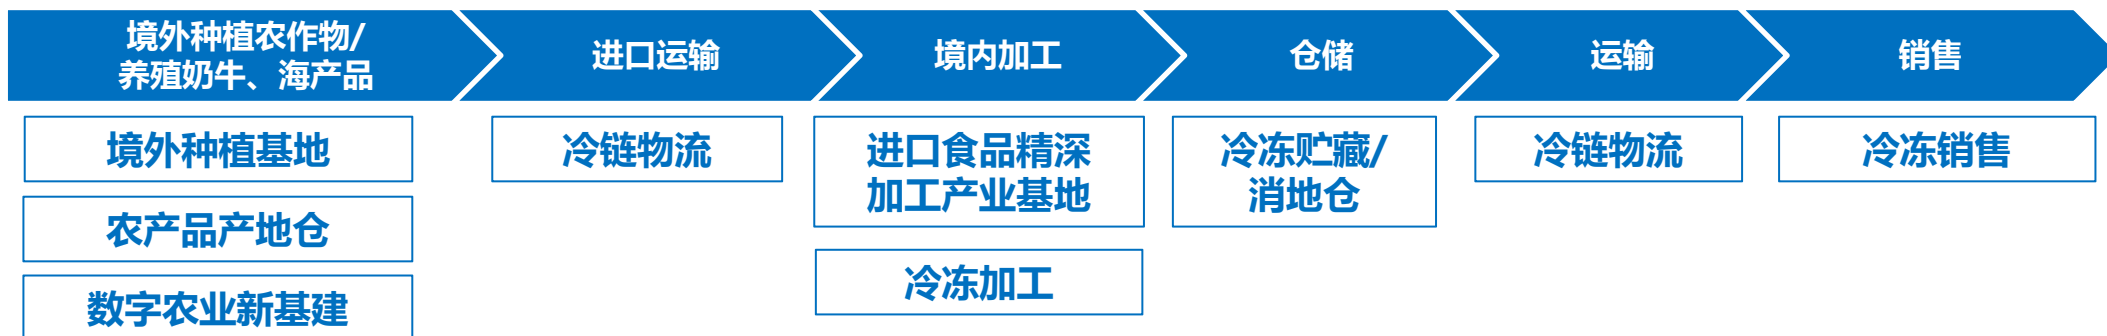 境外种植农作物/
养殖奶牛、海产品
进口运输
境内加工
仓储
运输
销售
境外种植基地
农产品产地仓
数字农业新基建
冷链物流
进口食品精深
加工产业基地
冷冻加工
冷冻贮藏/
消地仓
冷链物流
冷冻销售